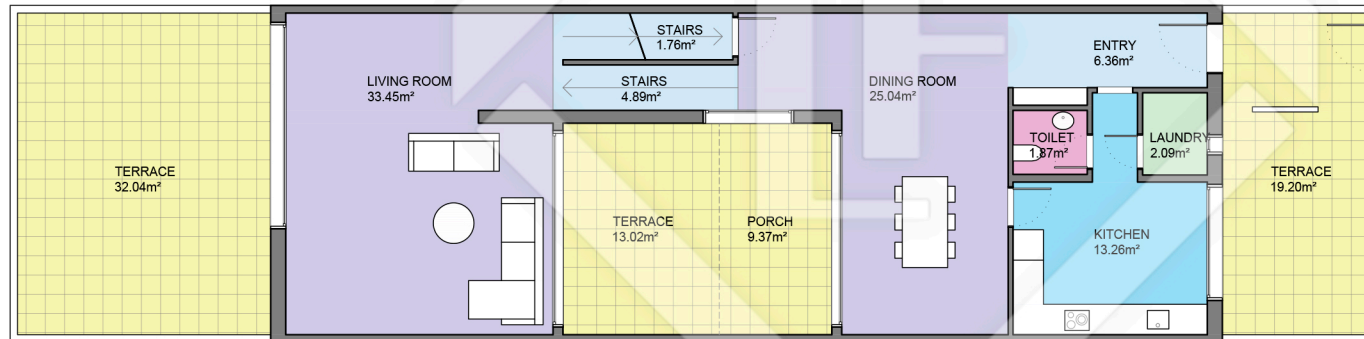 STAIRS
1.76m²
ENTRY
6.36m²
LIVING ROOM
33.45m²
STAIRS
4.89m²
DINING ROOM
25.04m²
TOILET
1.87m²
LAUNDRY
2.09m²
TERRACE
32.04m²
TERRACE
19.20m²
TERRACE
13.02m²
PORCH
9.37m²
KITCHEN
13.26m²